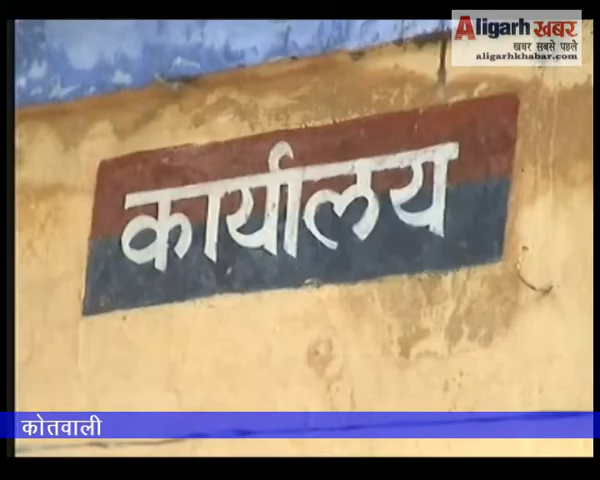 Aligarh खबर
खबर सबसे पहले
aligarhkhabar.com
कार्यालय
कोतवाली